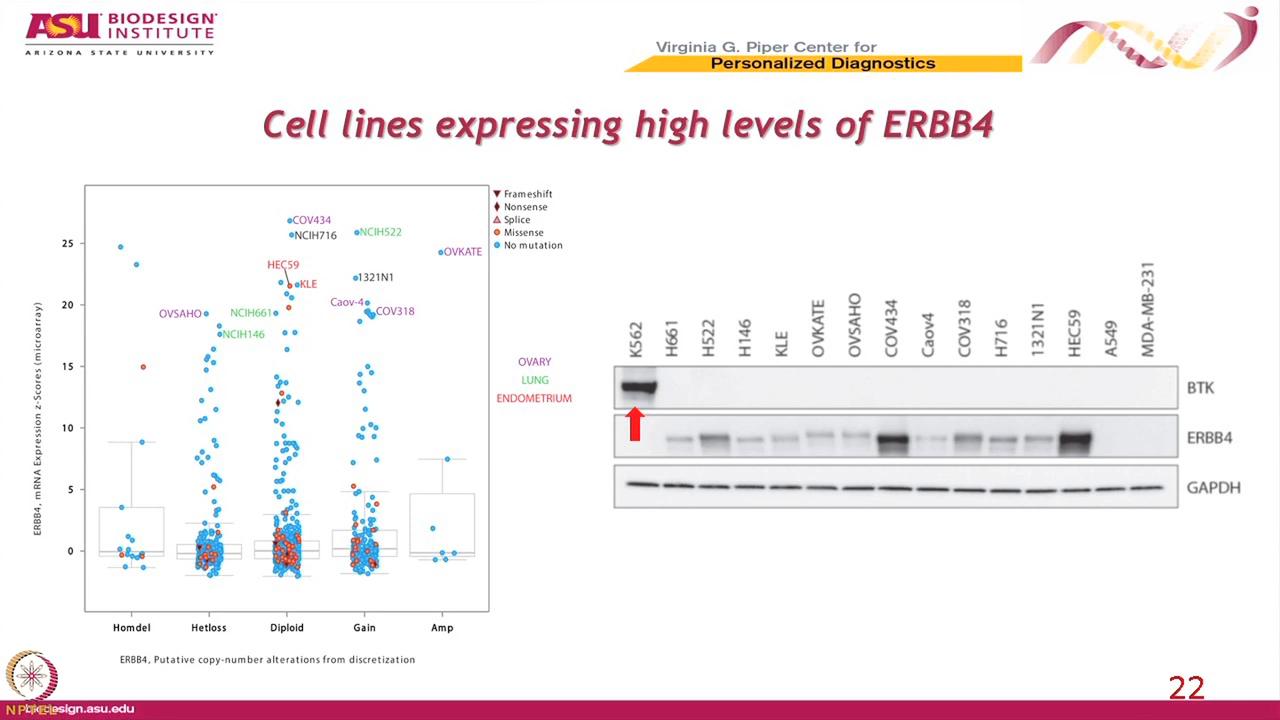 ASU BIODESIGN INSTITUTE
ARIZONA STATE UNIVERSITY
Virginia G. Piper Center for
Personalized Diagnostics
Cell lines expressing high levels of ERBB4
ERBB4, mRNA Expression z-Scores (microarray)
25
20
15
10
5
0
COV434
NCIH716
NCIH522
OVKATE
HEC59
KLE
1321N1
Caov-4
COV318
OVSAHO
NCIH661
NCIH146
Frameshift
Nonsense
Splice
Missense
No mutation
OVARY
LUNG
ENDOMETRIUM
Homdel Hetloss Diploid Gain Amp
ERBB4, Putative copy-number alterations from discretization
K562 H661 H522 H146 KLE OVKATE OVSAHO COV434 Caov4 COV318 H716 1321N1 HEC59 A549 MDA-MB-231
BTK
ERBB4
GAPDH
22
NPTEL
biodesign.asu.edu